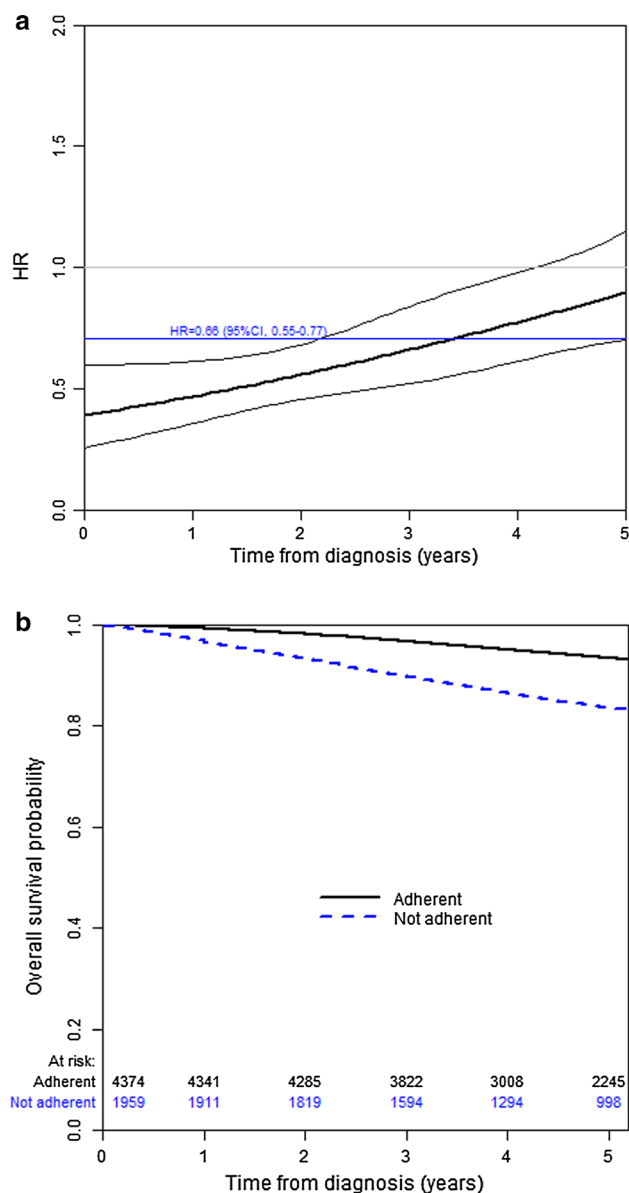 a
2.0
1.5
1.0
0.5
0.0
HR
HR=0.66 (95%CI, 0.55-0.77)
0 1 2 3 4 5
Time from diagnosis (years)
b
1.0
0.8
0.6
0.4
0.2
0.0
Overall survival probability
Adherent
Not adherent
At risk:
Adherent 4374 4341 4285 3822 3008 2245
Not adherent 1959 1911 1819 1594 1294 998
0 1 2 3 4 5
Time from diagnosis (years)